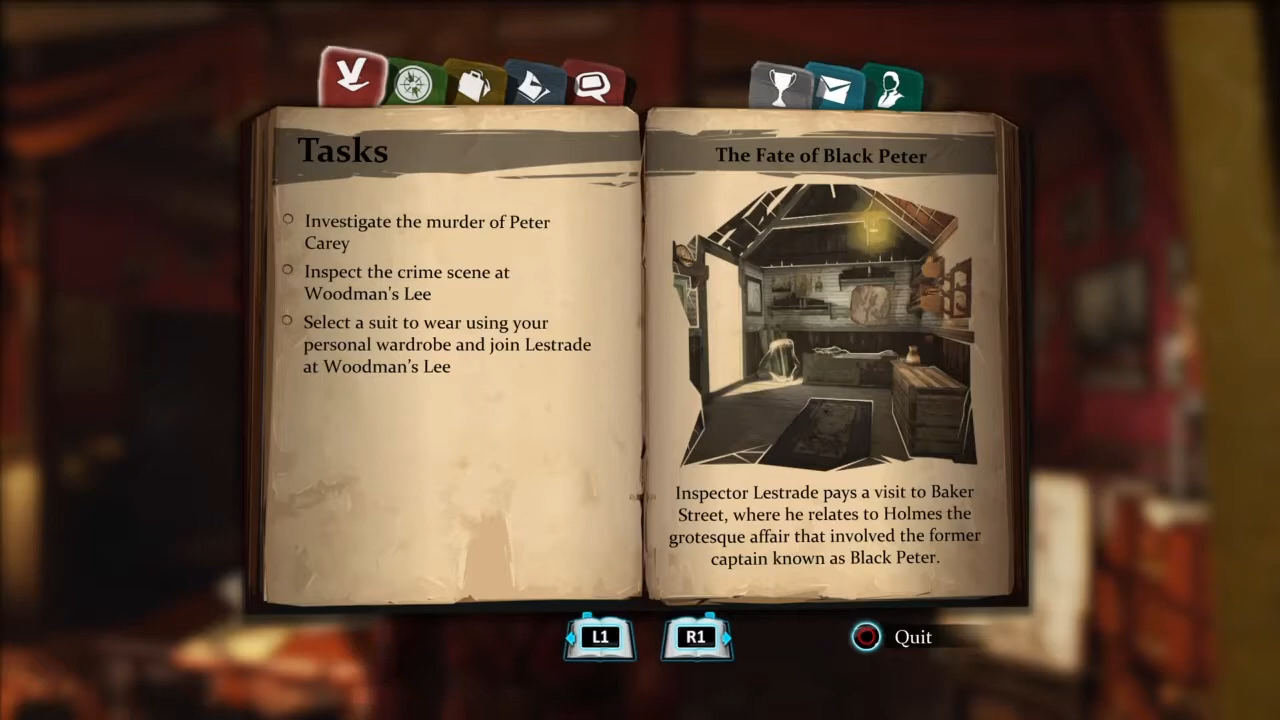 Tasks
Investigate the murder of Peter
Carey
Inspect the crime scene at
Woodman's Lee
Select a suit to wear using your
personal wardrobe and join Lestrade
at Woodman’s Lee
The Fate of Black Peter
Inspector Lestrade pays a visit to Baker
Street, where he relates to Holmes the
grotesque affair that involved the former
captain known as Black Peter.
L1
R1
Quit